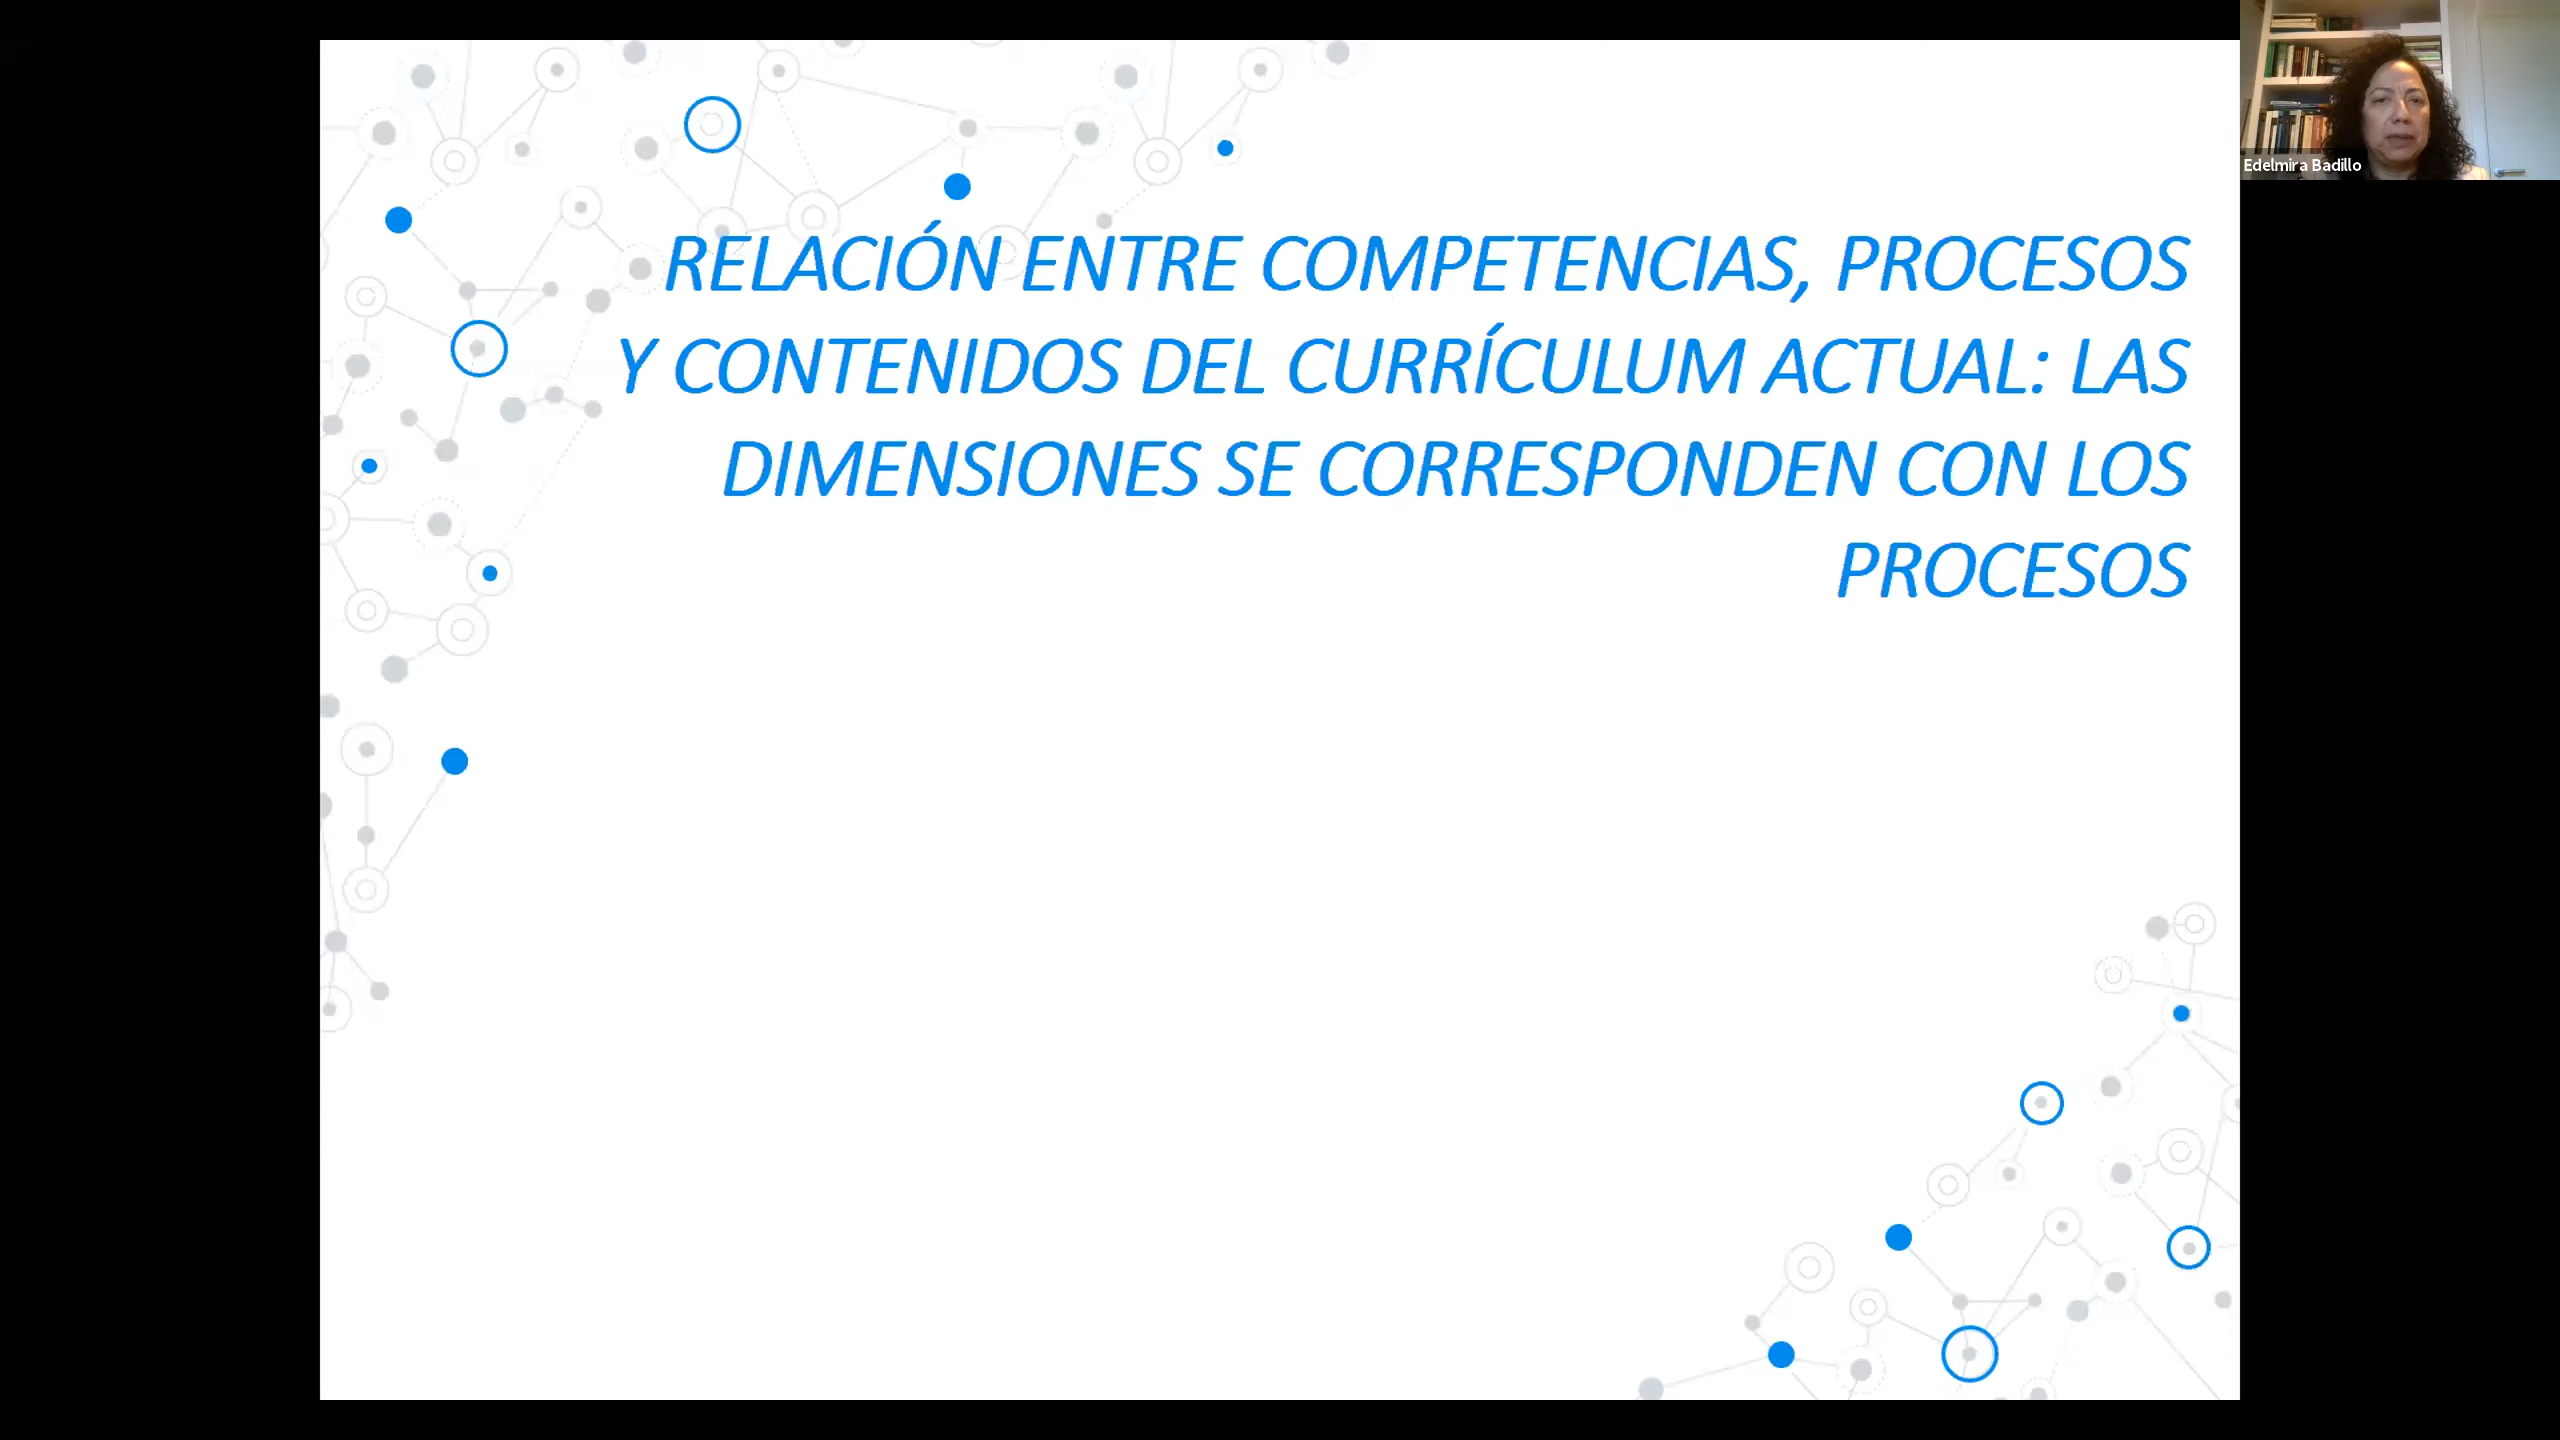 RELACIÓN ENTRE COMPETENCIAS, PROCESOS
Y CONTENIDOS DEL CURRÍCULUM ACTUAL: LAS
DIMENSIONES SE CORRESPONDEN CON LOS
PROCESOS
Edelmira Badillo